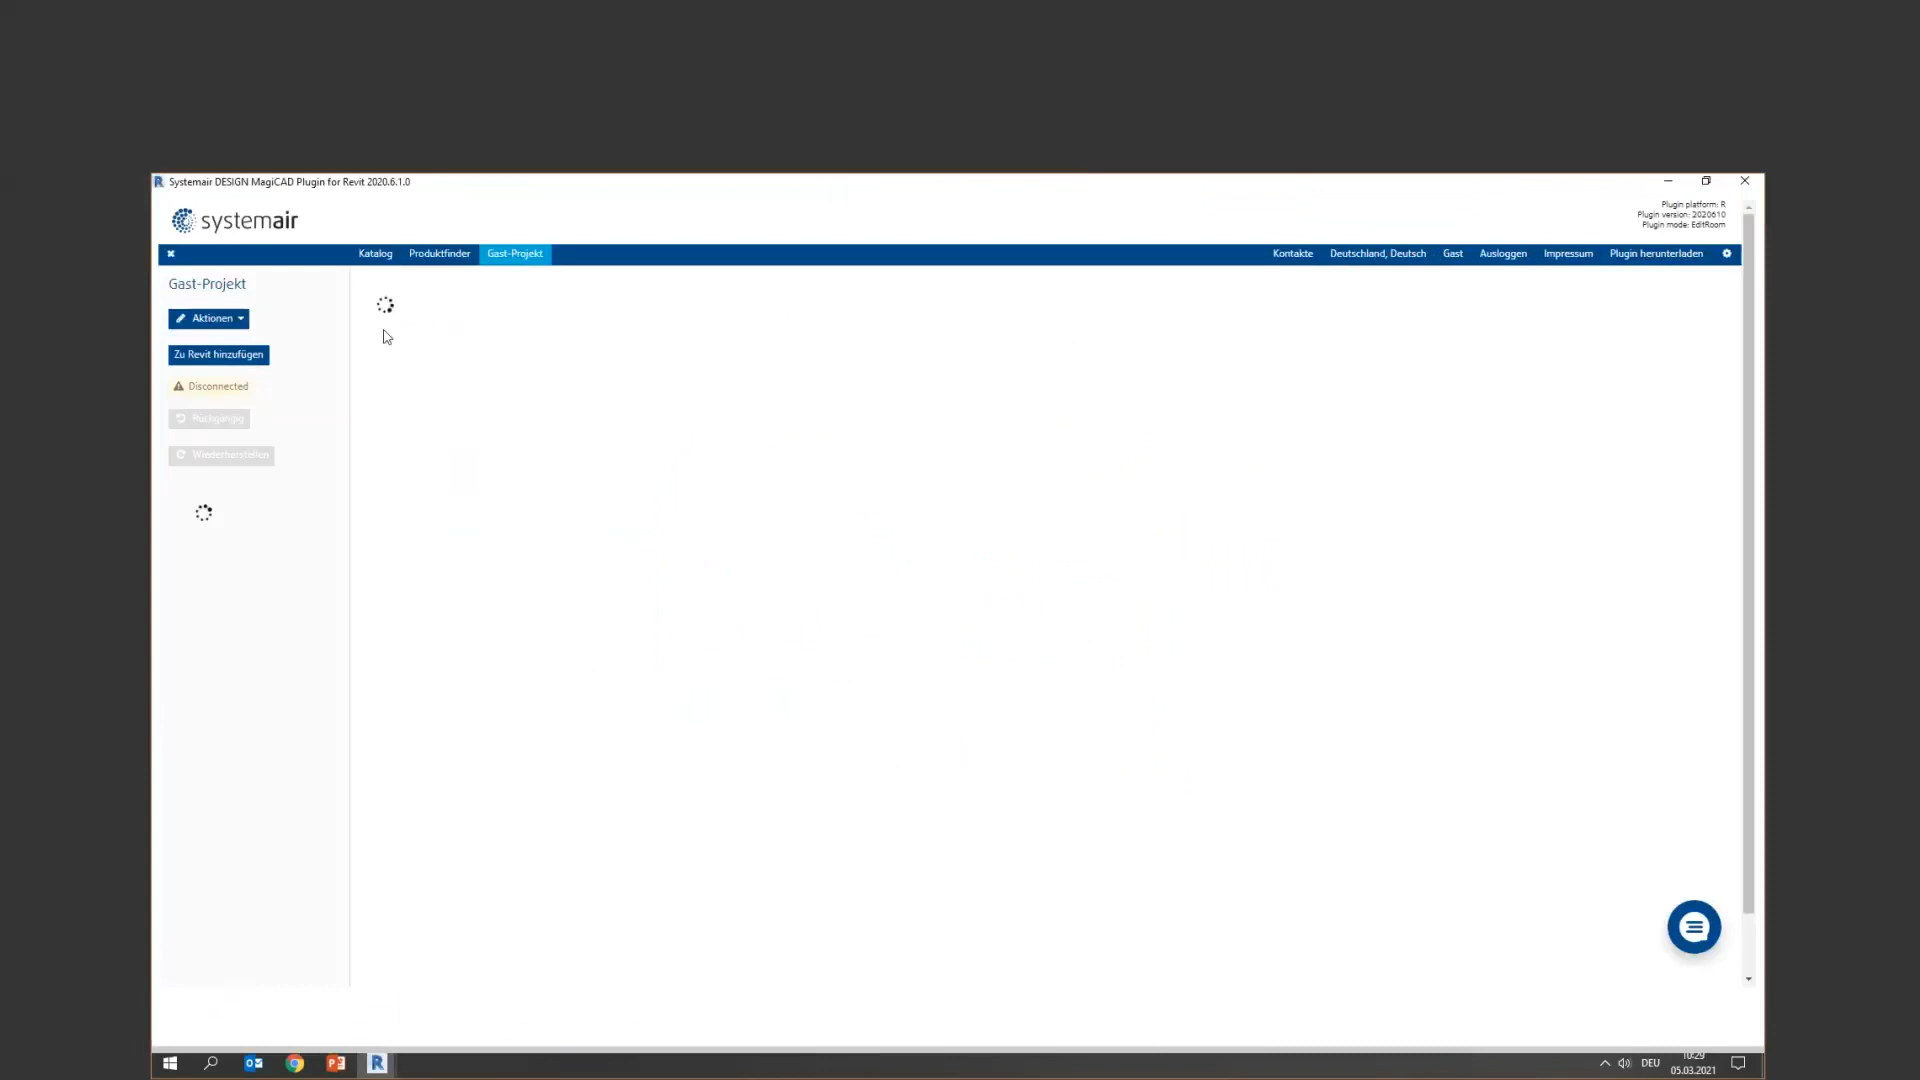 Systemair DESIGN MagiCAD Plugin for Revit 2020.6.1.0
systemair
Plugin platform: R
Plugin version: 2020610
Plugin mode: EditRoom
Katalog Produktfinder Gast-Projekt Kontakte Deutschland, Deutsch Gast Ausloggen Impressum Plugin herunterladen
Gast-Projekt
Aktionen
Zu Revit hinzufügen
Disconnected
Rückgängig
Wiederherstellen
DEU
10:29
05.03.2021